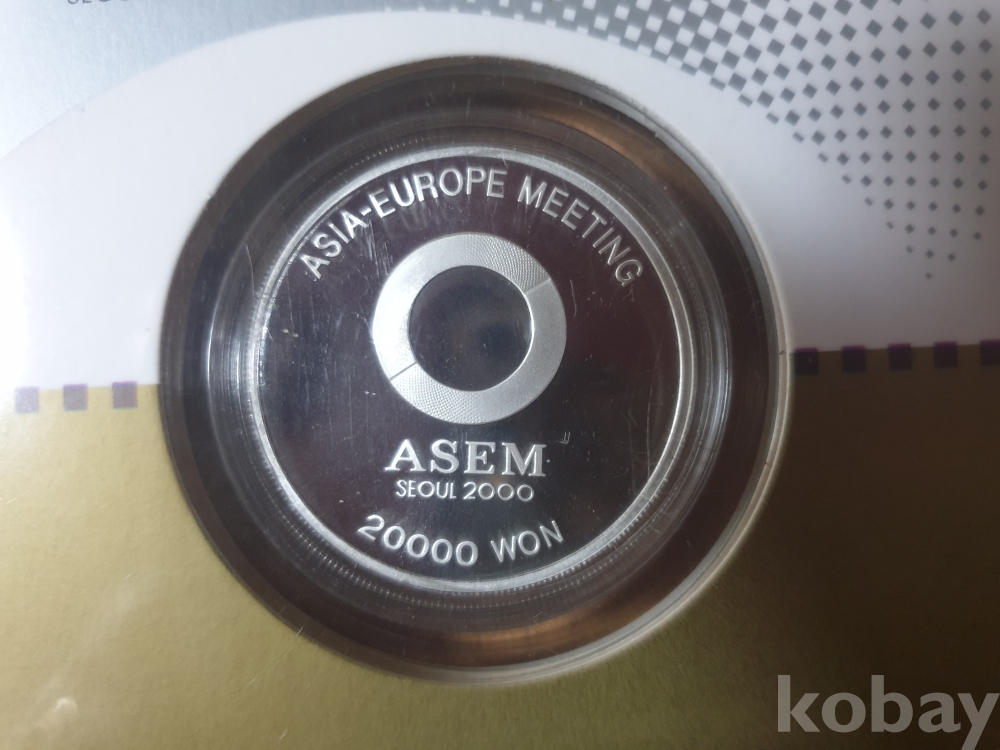 ASIA-EUROPE MEETING
ASEM
SEOUL 2000
20000 WON
kobay